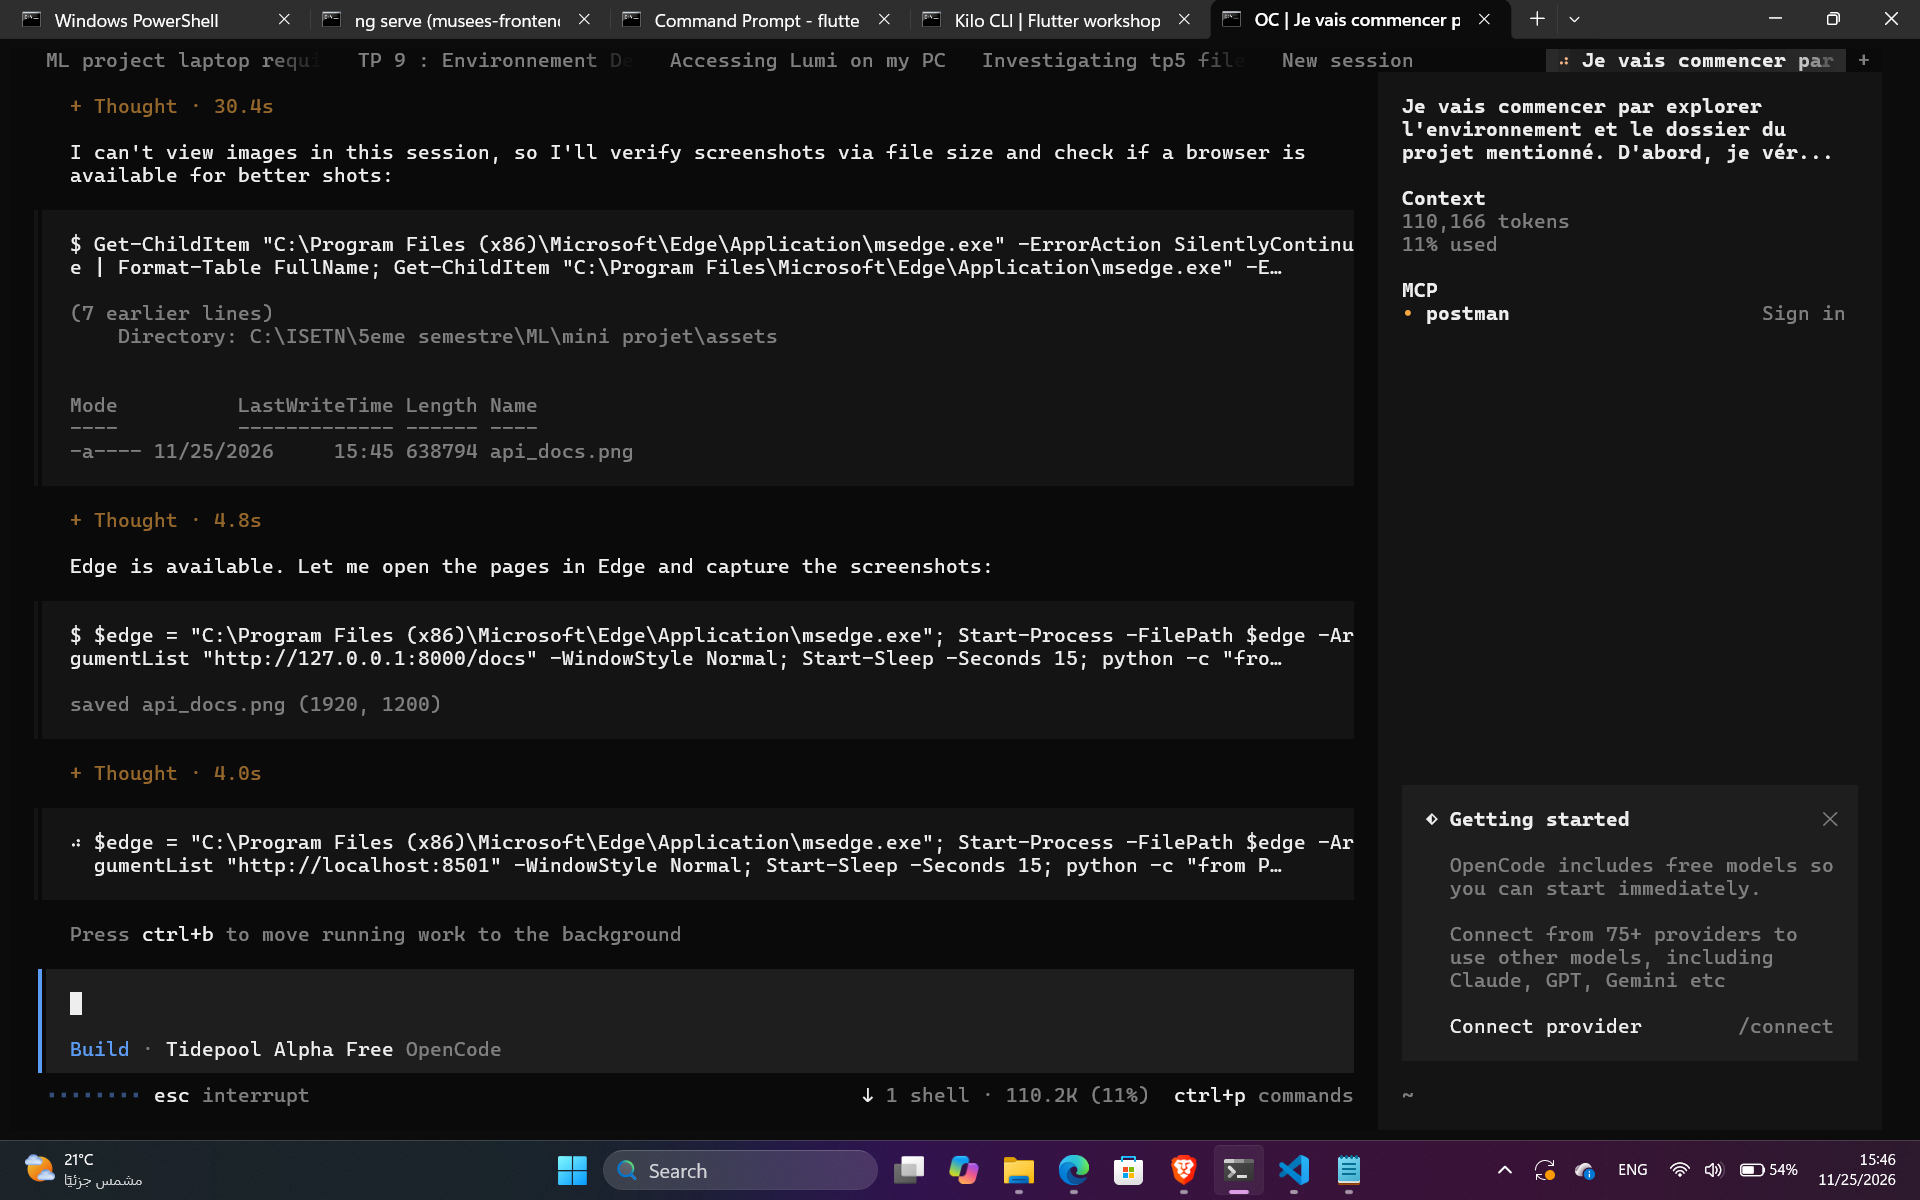 Windows PowerShell
ng serve (musees-frontend
Command Prompt - flutte
Kilo CLI | Flutter workshop
OC | Je vais commencer p
ML project laptop requi
TP 9 : Environnement De
Accessing Lumi on my PC
Investigating tp5 file
New session
Je vais commencer par
+
+ Thought · 30.4s
I can't view images in this session, so I'll verify screenshots via file size and check if a browser is
available for better shots:
$ Get-ChildItem "C:\Program Files (x86)\Microsoft\Edge\Application\msedge.exe" -ErrorAction SilentlyContinu
e | Format-Table FullName; Get-ChildItem "C:\Program Files\Microsoft\Edge\Application\msedge.exe" -E…
(7 earlier lines)
Directory: C:\ISETN\5eme semestre\ML\mini projet\assets
Mode LastWriteTime Length Name
---- ------------- ------ ----
-a---- 11/25/2026 15:45 638794 api_docs.png
+ Thought · 4.8s
Edge is available. Let me open the pages in Edge and capture the screenshots:
$ $edge = "C:\Program Files (x86)\Microsoft\Edge\Application\msedge.exe"; Start-Process -FilePath $edge -Ar
gumentList "http://127.0.0.1:8000/docs" -WindowStyle Normal; Start-Sleep -Seconds 15; python -c "fro…
saved api_docs.png (1920, 1200)
+ Thought · 4.0s
$edge = "C:\Program Files (x86)\Microsoft\Edge\Application\msedge.exe"; Start-Process -FilePath $edge -Ar
gumentList "http://localhost:8501" -WindowStyle Normal; Start-Sleep -Seconds 15; python -c "from P…
Press ctrl+b to move running work to the background
Build · Tidepool Alpha Free OpenCode
esc interrupt
↓ 1 shell · 110.2K (11%) ctrl+p commands
Je vais commencer par explorer
l'environnement et le dossier du
projet mentionné. D'abord, je vér...
Context
110,166 tokens
11% used
MCP
• postman Sign in
Getting started
OpenCode includes free models so
you can start immediately.
Connect from 75+ providers to
use other models, including
Claude, GPT, Gemini etc
Connect provider /connect
~
21°C
مشمس جزئيًا
Search
ENG
54%
15:46
11/25/2026